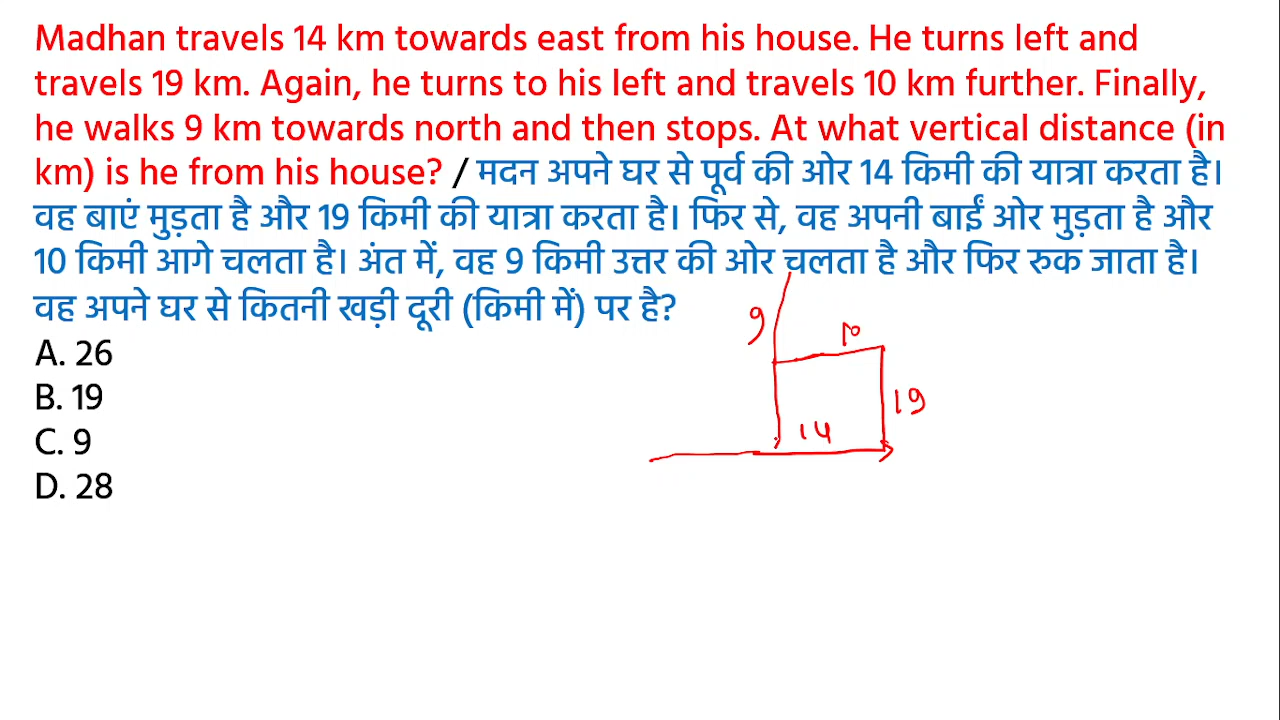 Madhan travels 14 km towards east from his house. He turns left and
travels 19 km. Again, he turns to his left and travels 10 km further. Finally,
he walks 9 km towards north and then stops. At what vertical distance (in
km) is he from his house? / मदन अपने घर से पूर्व की ओर 14 किमी की यात्रा करता है।
वह बाएं मुड़ता है और 19 किमी की यात्रा करता है। फिर से, वह अपनी बाईं ओर मुड़ता है और
10 किमी आगे चलता है। अंत में, वह 9 किमी उत्तर की ओर चलता है और फिर रुक जाता है।
वह अपने घर से कितनी खड़ी दूरी (किमी में) पर है?
A. 26
B. 19
C. 9
D. 28
9
10
19
14